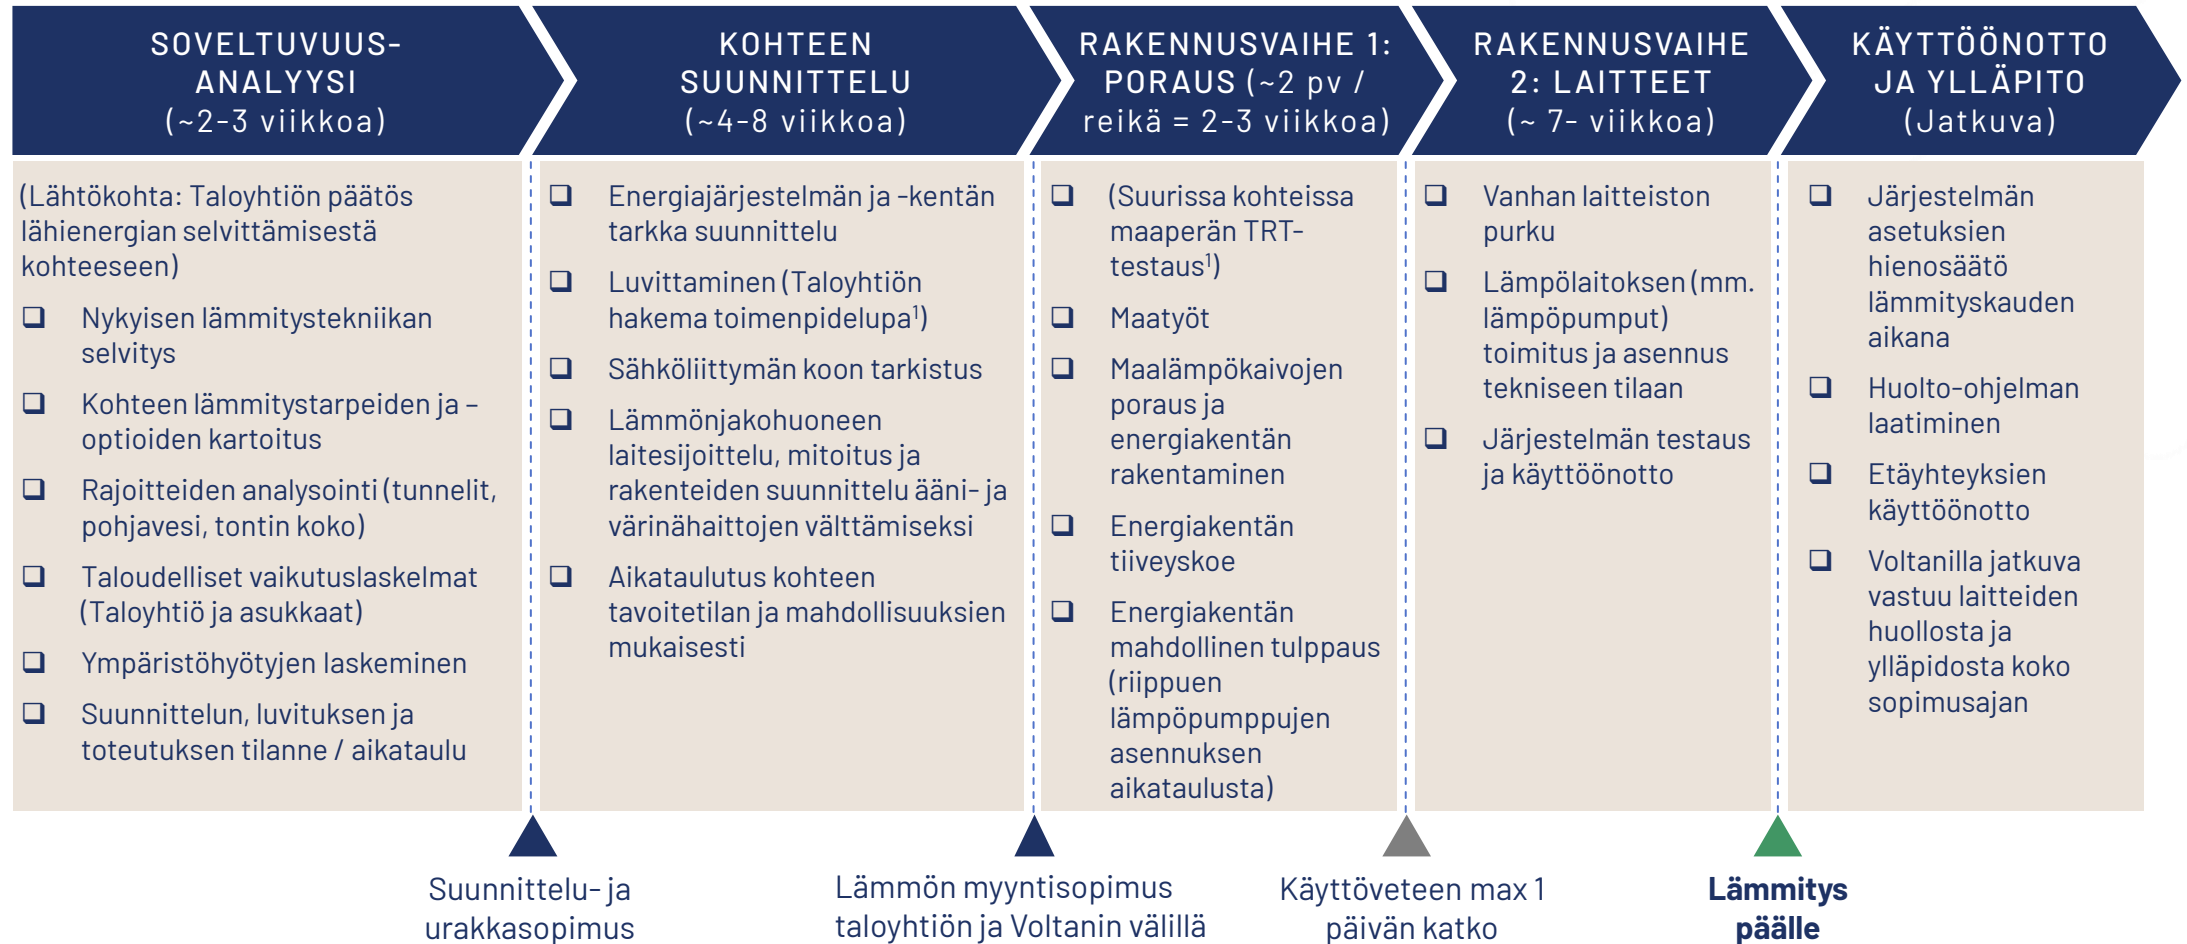 SOVELTUVUUS-
ANALYYSI
(~2-3 viikkoa)
KOHTEEN
SUUNNITTELU
(~4-8 viikkoa)
RAKENNUSVAIHE 1:
PORAUS (~2 pv /
reikä = 2-3 viikkoa)
RAKENNUSVAIHE
2: LAITTEET
(~ 7- viikkoa)
KÄYTTÖÖNOTTO
JA YLLÄPITO
(Jatkuva)
(Lähtökohta: Taloyhtiön päätös
lähienergian selvittämisestä
kohteeseen)
❑ Nykyisen lämmitystekniikan
selvitys
❑ Kohteen lämmitystarpeiden ja –
optioiden kartoitus
❑ Rajoitteiden analysointi (tunnelit,
pohjavesi, tontin koko)
❑ Taloudelliset vaikutuslaskelmat
(Taloyhtiö ja asukkaat)
❑ Ympäristöhyötyjen laskeminen
❑ Suunnittelun, luvituksen ja
toteutuksen tilanne / aikataulu
❑ Energiajärjestelmän ja -kentän
tarkka suunnittelu
❑ Luvittaminen (Taloyhtiön
hakema toimenpidelupa¹)
❑ Sähköliittymän koon tarkistus
❑ Lämmönjakohuoneen
laitesijoittelu, mitoitus ja
rakenteiden suunnittelu ääni- ja
värinähaittojen välttämiseksi
❑ Aikataulutus kohteen
tavoitetilan ja mahdollisuuksien
mukaisesti
❑ (Suurissa kohteissa
maaperän TRT-
testaus¹)
❑ Maatyöt
❑ Maalämpökaivojen
poraus ja
energiakentän
rakentaminen
❑ Energiakentän
tiiveyskoe
❑ Energiakentän
mahdollinen tulppaus
(riippuen
lämpöpumppujen
asennuksen
aikataulusta)
❑ Vanhan laitteiston
purku
❑ Lämpölaitoksen (mm.
lämpöpumput)
toimitus ja asennus
tekniseen tilaan
❑ Järjestelmän testaus
ja käyttöönotto
❑ Järjestelmän
asetuksien
hienosäätö
lämmityskauden
aikana
❑ Huolto-ohjelman
laatiminen
❑ Etäyhteyksien
käyttöönotto
❑ Voltanilla jatkuva
vastuu laitteiden
huollosta ja
ylläpidosta koko
sopimusajan
Suunnittelu- ja
urakkasopimus
Lämmön myyntisopimus
taloyhtiön ja Voltanin välillä
Käyttöveteen max 1
päivän katko
Lämmitys
päälle